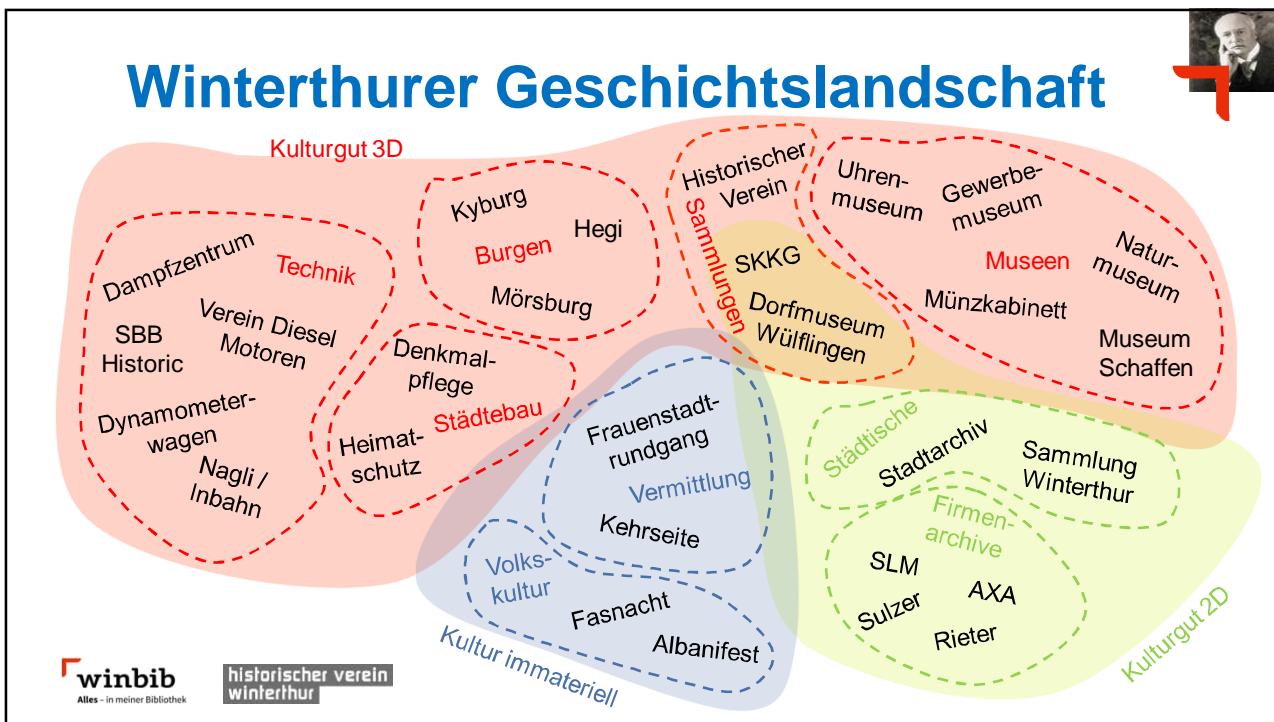 Winterthurer Geschichtslandschaft
Kulturgut 3D
Technik
Dampfzentrum
SBB
Historic
Verein Diesel
Motoren
Dynamometer-
wagen
Nagli /
Inbahn
Burgen
Kyburg
Hegi
Mörsburg
Städtebau
Denkmal-
pflege
Heimat-
schutz
Sammlungen
Historischer
Verein
SKKG
Dorfmuseum
Wülflingen
Museen
Uhren-
museum
Gewerbe-
museum
Natur-
museum
Münzkabinett
Museum
Schaffen
Frauenstadt-
rundgang
Vermittlung
Kehrseite
Volks-
kultur
Fasnacht
Albanifest
Kultur immateriell
Städtische
Stadtarchiv
Sammlung
Winterthur
Firmen-
archive
SLM
AXA
Sulzer
Rieter
Kulturgut 2D
winbib
Alles – in meiner Bibliothek
historischer verein
winterthur